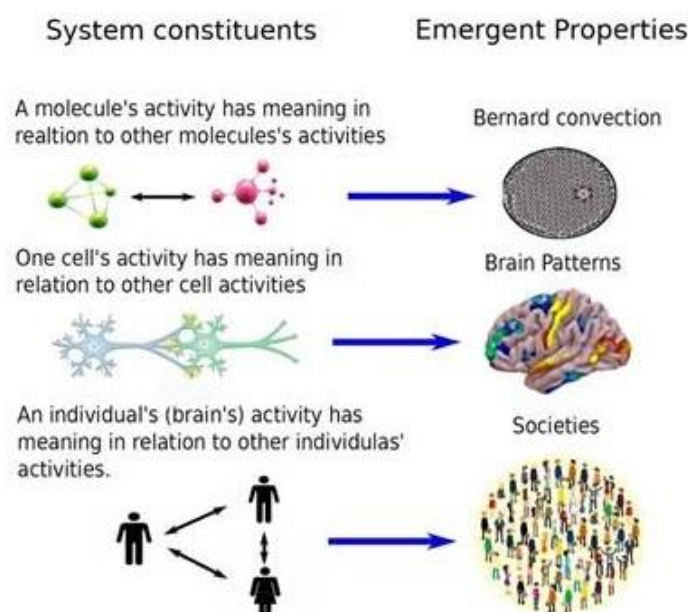 System constituents
Emergent Properties
A molecule's activity has meaning in
realtion to other molecules's activities
Bernard convection
One cell's activity has meaning in
relation to other cell activities
Brain Patterns
An individual's (brain's) activity has
meaning in relation to other individulas'
activities.
Societies